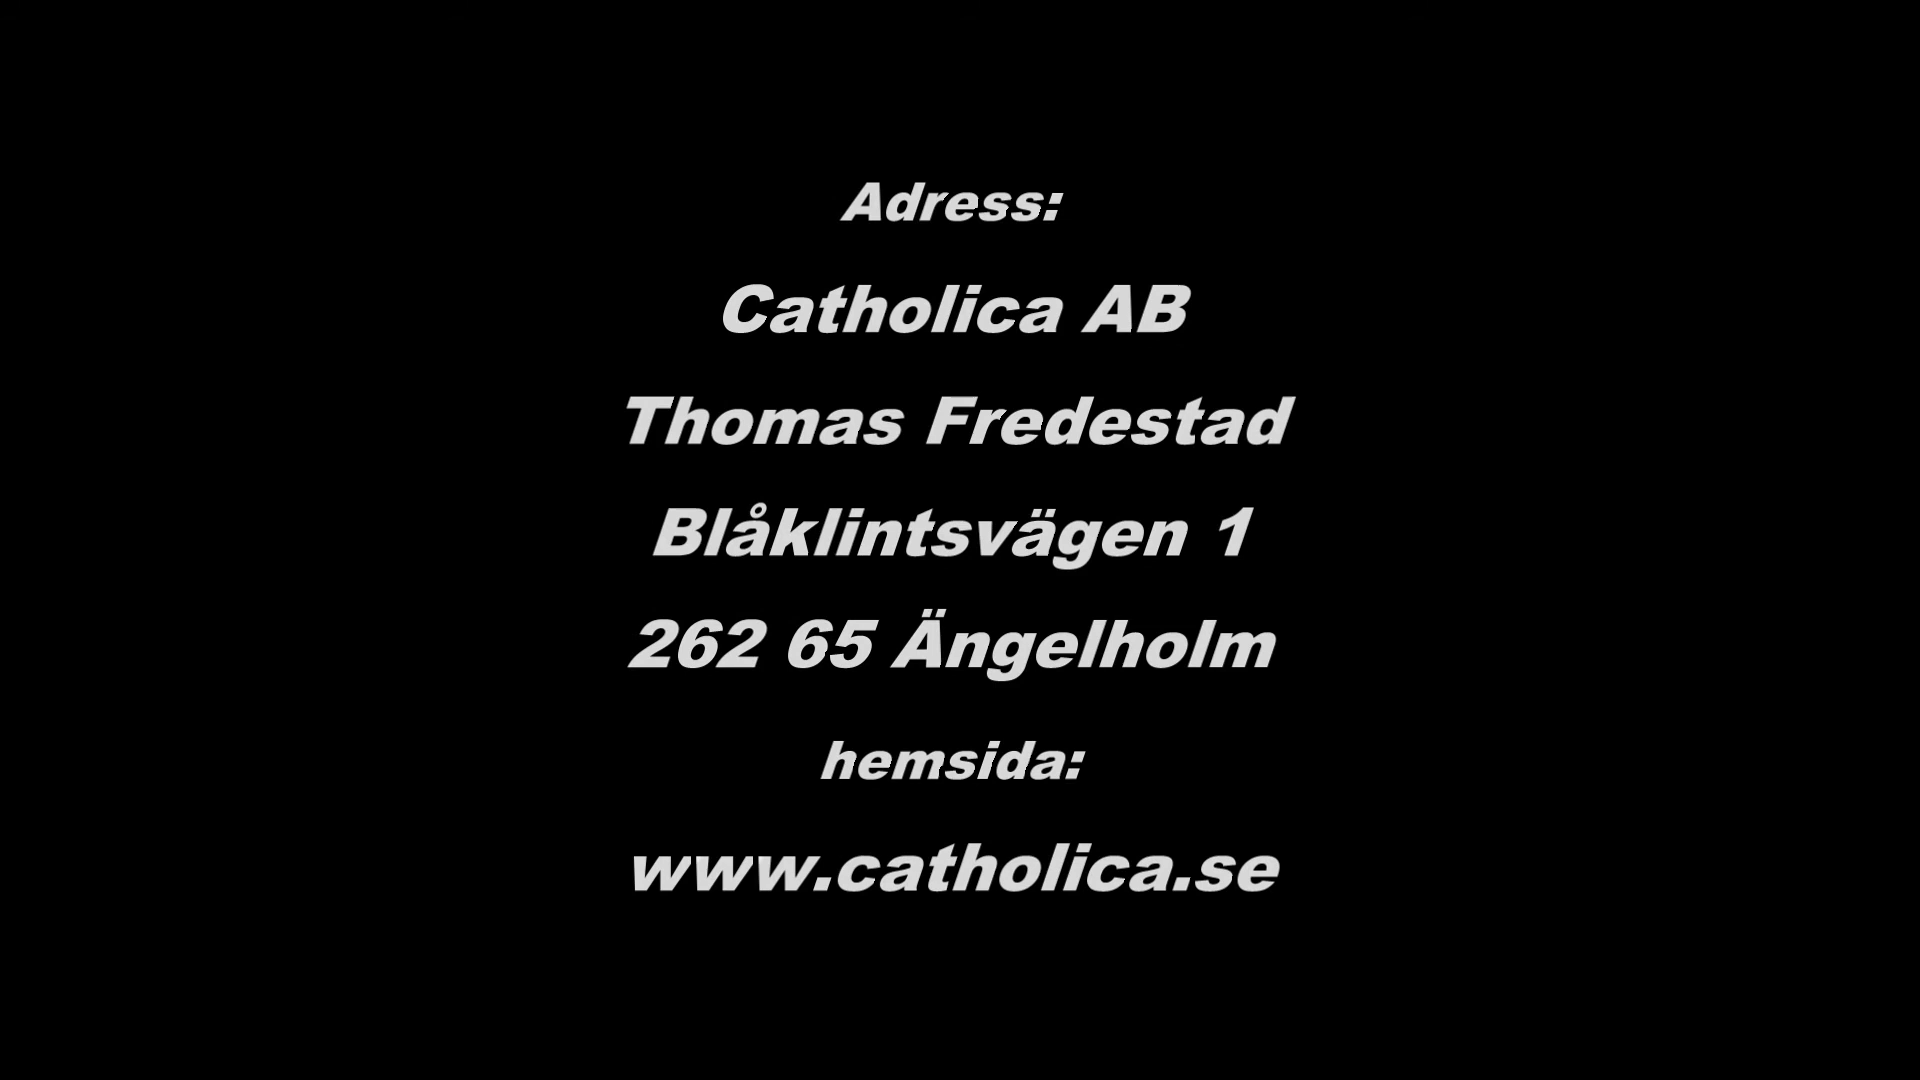 Adress:
Catholica AB
Thomas Fredestad
Blåklintsvägen 1
262 65 Ängelholm
hemsida:
www.catholica.se